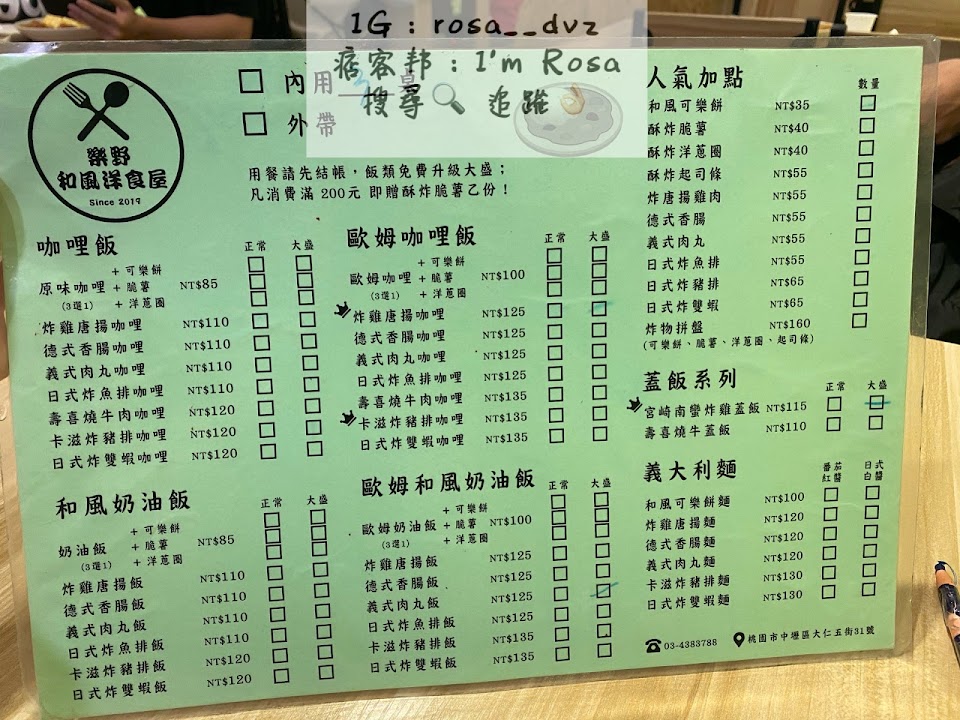 IG : rosa__dvz
痞客邦 : I'm Rosa
搜尋 追蹤
樂野
和風洋食屋
Since 2019
內用 桌
外帶
用餐請先結帳，飯類免費升級大盛；
凡消費滿 200元 即贈酥炸脆薯乙份！
咖哩飯 正常 大盛
原味咖哩 (3選1) NT$85
+ 可樂餅
+ 脆薯
+ 洋蔥圈
炸雞唐揚咖哩 NT$110
德式香腸咖哩 NT$110
義式肉丸咖哩 NT$110
日式炸魚排咖哩 NT$110
壽喜燒牛肉咖哩 NT$120
卡滋炸豬排咖哩 NT$120
日式炸雙蝦咖哩 NT$120
和風奶油飯 正常 大盛
奶油飯 (3選1) NT$85
+ 可樂餅
+ 脆薯
+ 洋蔥圈
炸雞唐揚飯 NT$110
德式香腸飯 NT$110
義式肉丸飯 NT$110
日式炸魚排飯 NT$110
卡滋炸豬排飯 NT$120
日式炸雙蝦飯 NT$120
歐姆咖哩飯 正常 大盛
歐姆咖哩 (3選1) NT$100
+ 可樂餅
+ 脆薯
+ 洋蔥圈
炸雞唐揚咖哩 NT$125
德式香腸咖哩 NT$125
義式肉丸咖哩 NT$125
日式炸魚排咖哩 NT$125
壽喜燒牛肉咖哩 NT$135
卡滋炸豬排咖哩 NT$135
日式炸雙蝦咖哩 NT$135
歐姆和風奶油飯 正常 大盛
歐姆奶油飯 (3選1) NT$100
+ 可樂餅
+ 脆薯
+ 洋蔥圈
炸雞唐揚飯 NT$125
德式香腸飯 NT$125
義式肉丸飯 NT$125
日式炸魚排飯 NT$125
卡滋炸豬排飯 NT$135
日式炸雙蝦飯 NT$135
人氣加點 數量
和風可樂餅 NT$35
酥炸脆薯 NT$40
酥炸洋蔥圈 NT$40
酥炸起司條 NT$55
炸唐揚雞肉 NT$55
德式香腸 NT$55
義式肉丸 NT$55
日式炸魚排 NT$55
日式炸豬排 NT$65
日式炸雙蝦 NT$65
炸物拼盤 NT$160
(可樂餅、脆薯、洋蔥圈、起司條)
蓋飯系列 正常 大盛
宮崎南蠻炸雞蓋飯 NT$115
壽喜燒牛蓋飯 NT$110
義大利麵 番茄紅醬 日式白醬
和風可樂餅麵 NT$100
炸雞唐揚麵 NT$120
德式香腸麵 NT$120
義式肉丸麵 NT$120
卡滋炸豬排麵 NT$130
日式炸雙蝦麵 NT$130
03-4383788 桃園市中壢區大仁五街31號